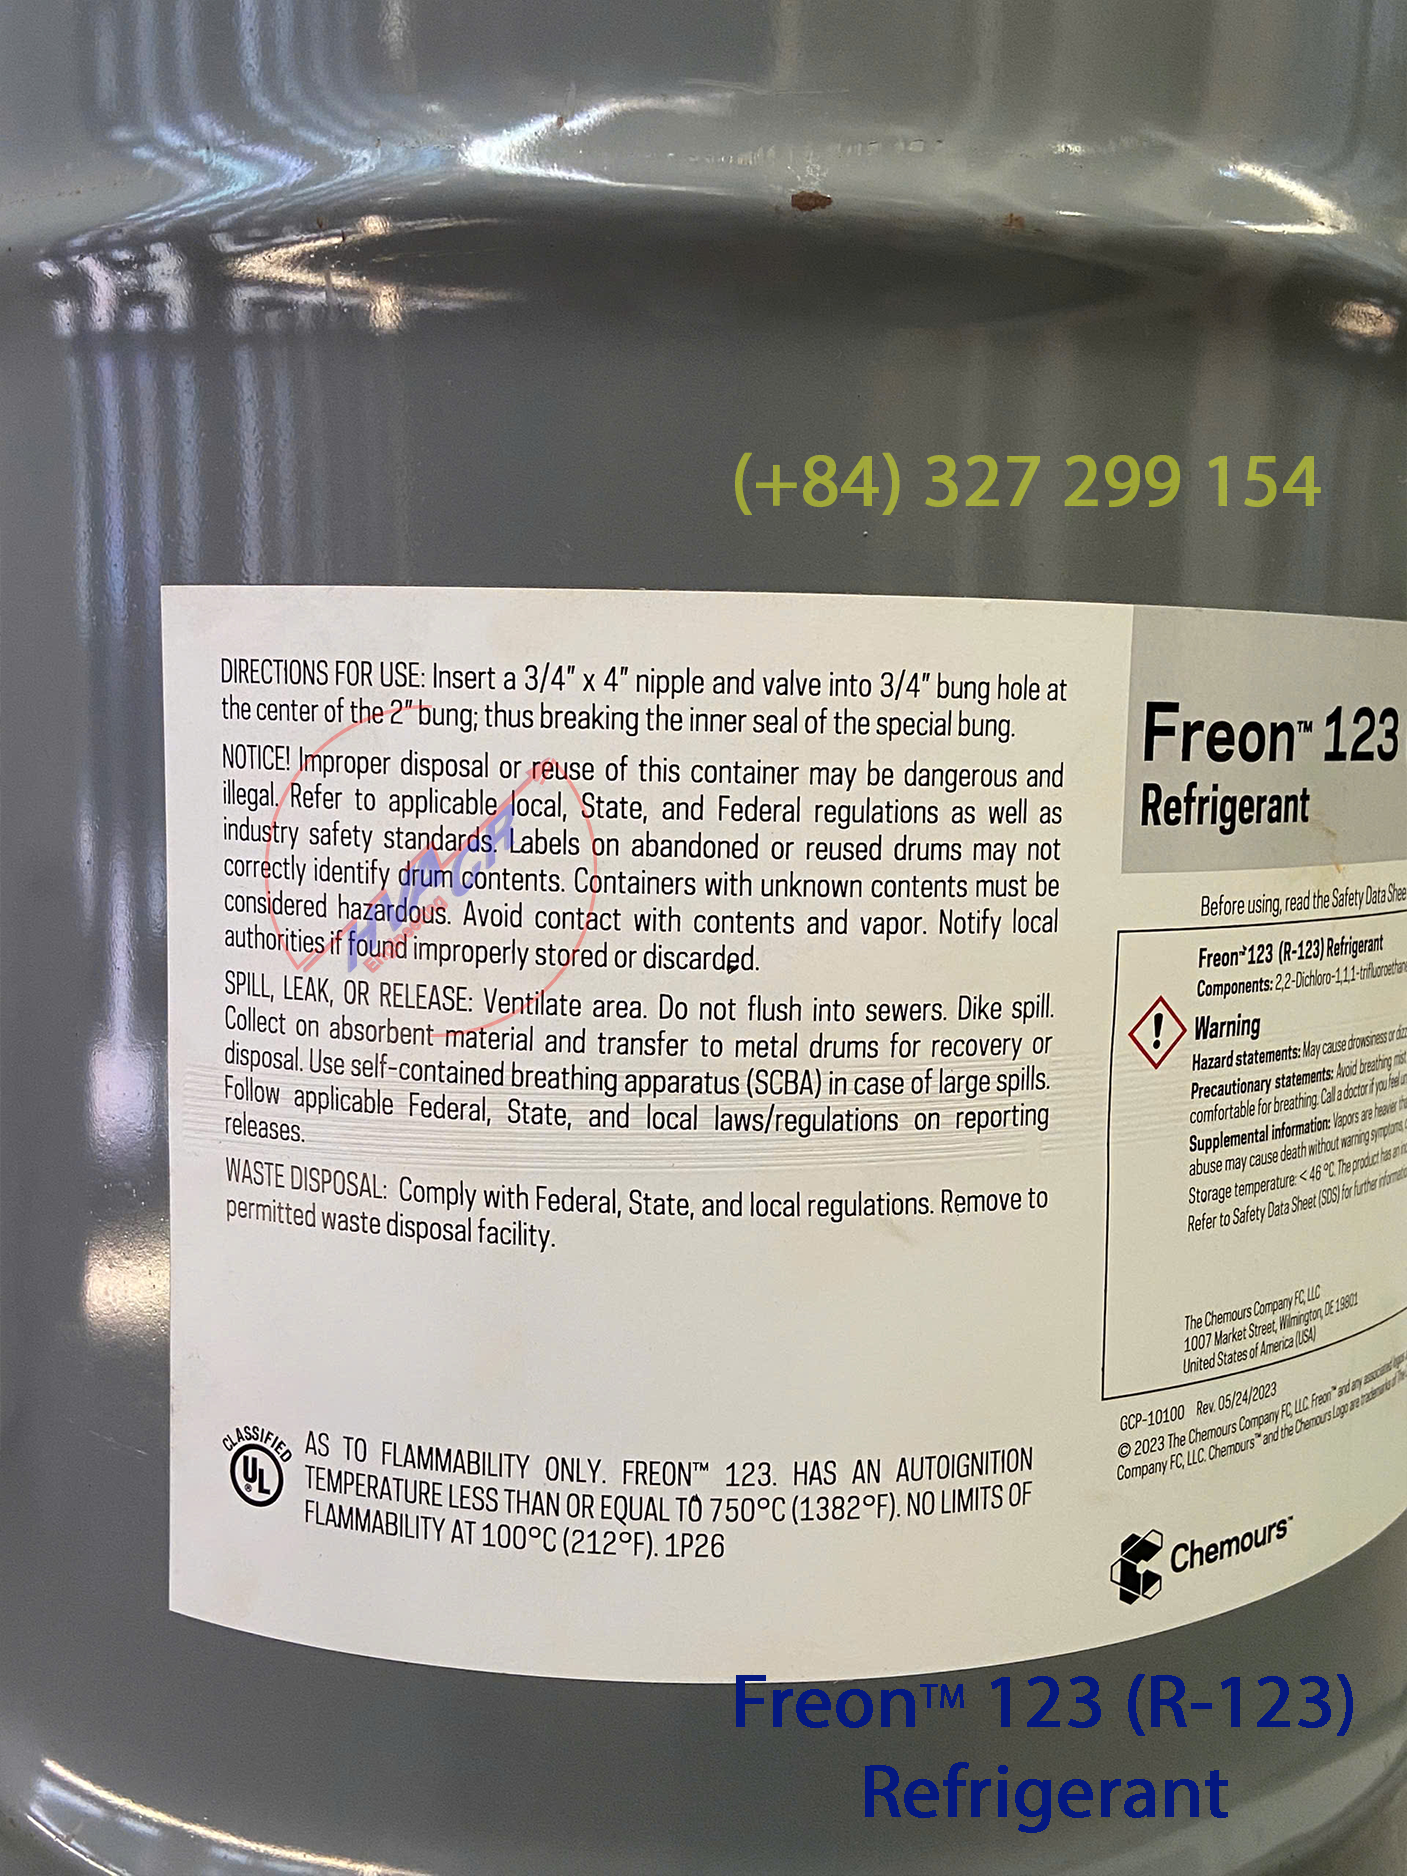 (+84) 327 299 154
DIRECTIONS FOR USE: Insert a 3/4" x 4" nipple and valve into 3/4" bung hole at
the center of the 2" bung; thus breaking the inner seal of the special bung.
NOTICE! Improper disposal or reuse of this container may be dangerous and
illegal. Refer to applicable local, State, and Federal regulations as well as
industry safety standards. Labels on abandoned or reused drums may not
correctly identify drum contents. Containers with unknown contents must be
considered hazardous. Avoid contact with contents and vapor. Notify local
authorities if found improperly stored or discarded.
SPILL, LEAK, OR RELEASE: Ventilate area. Do not flush into sewers. Dike spill.
Collect on absorbent material and transfer to metal drums for recovery or
disposal. Use self-contained breathing apparatus (SCBA) in case of large spills.
Follow applicable Federal, State, and local laws/regulations on reporting
releases.
WASTE DISPOSAL: Comply with Federal, State, and local regulations. Remove to
permitted waste disposal facility.
CLASSIFIED
UL
®
AS TO FLAMMABILITY ONLY. FREON™ 123. HAS AN AUTOIGNITION
TEMPERATURE LESS THAN OR EQUAL TO 750°C (1382°F). NO LIMITS OF
FLAMMABILITY AT 100°C (212°F). 1P26
HVACR
Engineering
Freon™ 123
Refrigerant
Before using, read the Safety Data Shee
Freon™ 123 (R-123) Refrigerant
Components: 2,2-Dichloro-1,1,1-trifluoroethane
Warning
Hazard statements: May cause drowsiness or
Precautionary statements: Avoid breathing
comfortable for breathing. Call a doctor if you feel
Supplemental information: Vapors are heavier
abuse may cause death without warning symptoms,
Storage temperature: < 46 °C. The product has an
Refer to Safety Data Sheet (SDS) for further
The Chemours Company FC, LLC
1007 Market Street, Wilmington, DE 19801
United States of America (USA)
GCP-10100 Rev. 05/24/2023
© 2023 The Chemours Company FC, LLC. Freon™ and any associated logos
Company FC, LLC. Chemours™ and the Chemours Logo are trademarks of The
Chemours™
Freon™ 123 (R-123)
Refrigerant